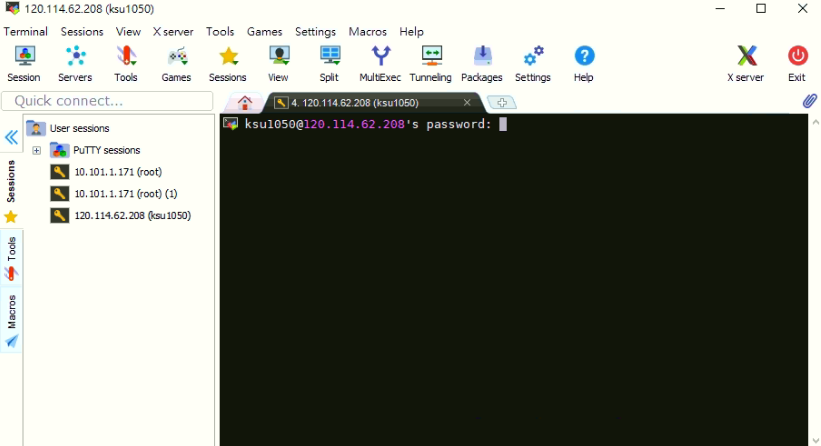 120.114.62.208 (ksu1050)
Terminal Sessions View X server Tools Games Settings Macros Help
Session Servers Tools Games Sessions View Split MultiExec Tunneling Packages Settings Help X server Exit
Quick connect...
4. 120.114.62.208 (ksu1050)
User sessions
PuTTY sessions
10.101.1.171 (root)
10.101.1.171 (root) (1)
120.114.62.208 (ksu1050)
Sessions
Tools
Macros
ksu1050@120.114.62.208's password: